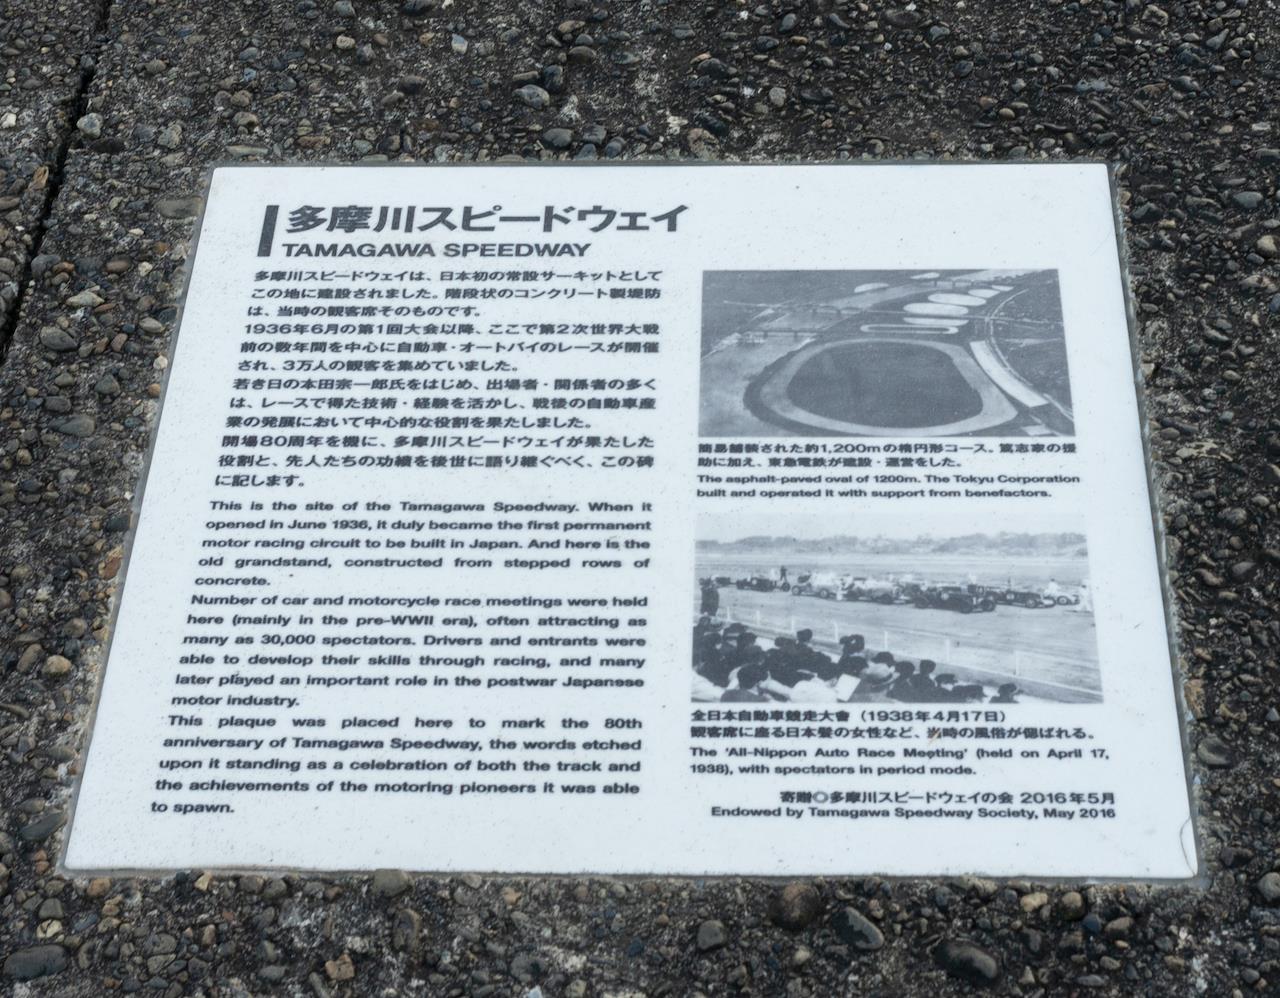 多摩川スピードウェイ
TAMAGAWA SPEEDWAY
多摩川スピードウェイは、日本初の常設サーキットとして
この地に建設されました。階段状のコンクリート製堤防
は、当時の観客席そのものです。
1936年6月の第1回大会以降、ここで第2次世界大戦
前の数年間を中心に自動車・オートバイのレースが開催
され、3万人の観客を集めていました。
若き日の本田宗一郎氏をはじめ、出場者・関係者の多く
は、レースで得た技術・経験を活かし、戦後の自動車産
業の発展において中心的な役割を果たしました。
開場80周年を機に、多摩川スピードウェイが果たした
役割と、先人たちの功績を後世に語り継ぐべく、この碑
に記します。
This is the site of the Tamagawa Speedway. When it
opened in June 1936, it duly became the first permanent
motor racing circuit to be built in Japan. And here is the
old grandstand, constructed from stepped rows of
concrete.
Number of car and motorcycle race meetings were held
here (mainly in the pre-WWII era), often attracting as
many as 30,000 spectators. Drivers and entrants were
able to develop their skills through racing, and many
later played an important role in the postwar Japanese
motor industry.
This plaque was placed here to mark the 80th
anniversary of Tamagawa Speedway, the words etched
upon it standing as a celebration of both the track and
the achievements of the motoring pioneers it was able
to spawn.
簡易舗装された約1,200mの楕円形コース。篤志家の援
助に加え、東急電鉄が建設・運営をした。
The asphalt-paved oval of 1200m. The Tokyu Corporation
built and operated it with support from benefactors.
全日本自動車競走大會（1938年4月17日）
観客席に座る日本髪の女性など、当時の風俗が偲ばれる。
The 'All-Nippon Auto Race Meeting' (held on April 17,
1938), with spectators in period mode.
寄贈◎多摩川スピードウェイの会 2016年5月
Endowed by Tamagawa Speedway Society, May 2016